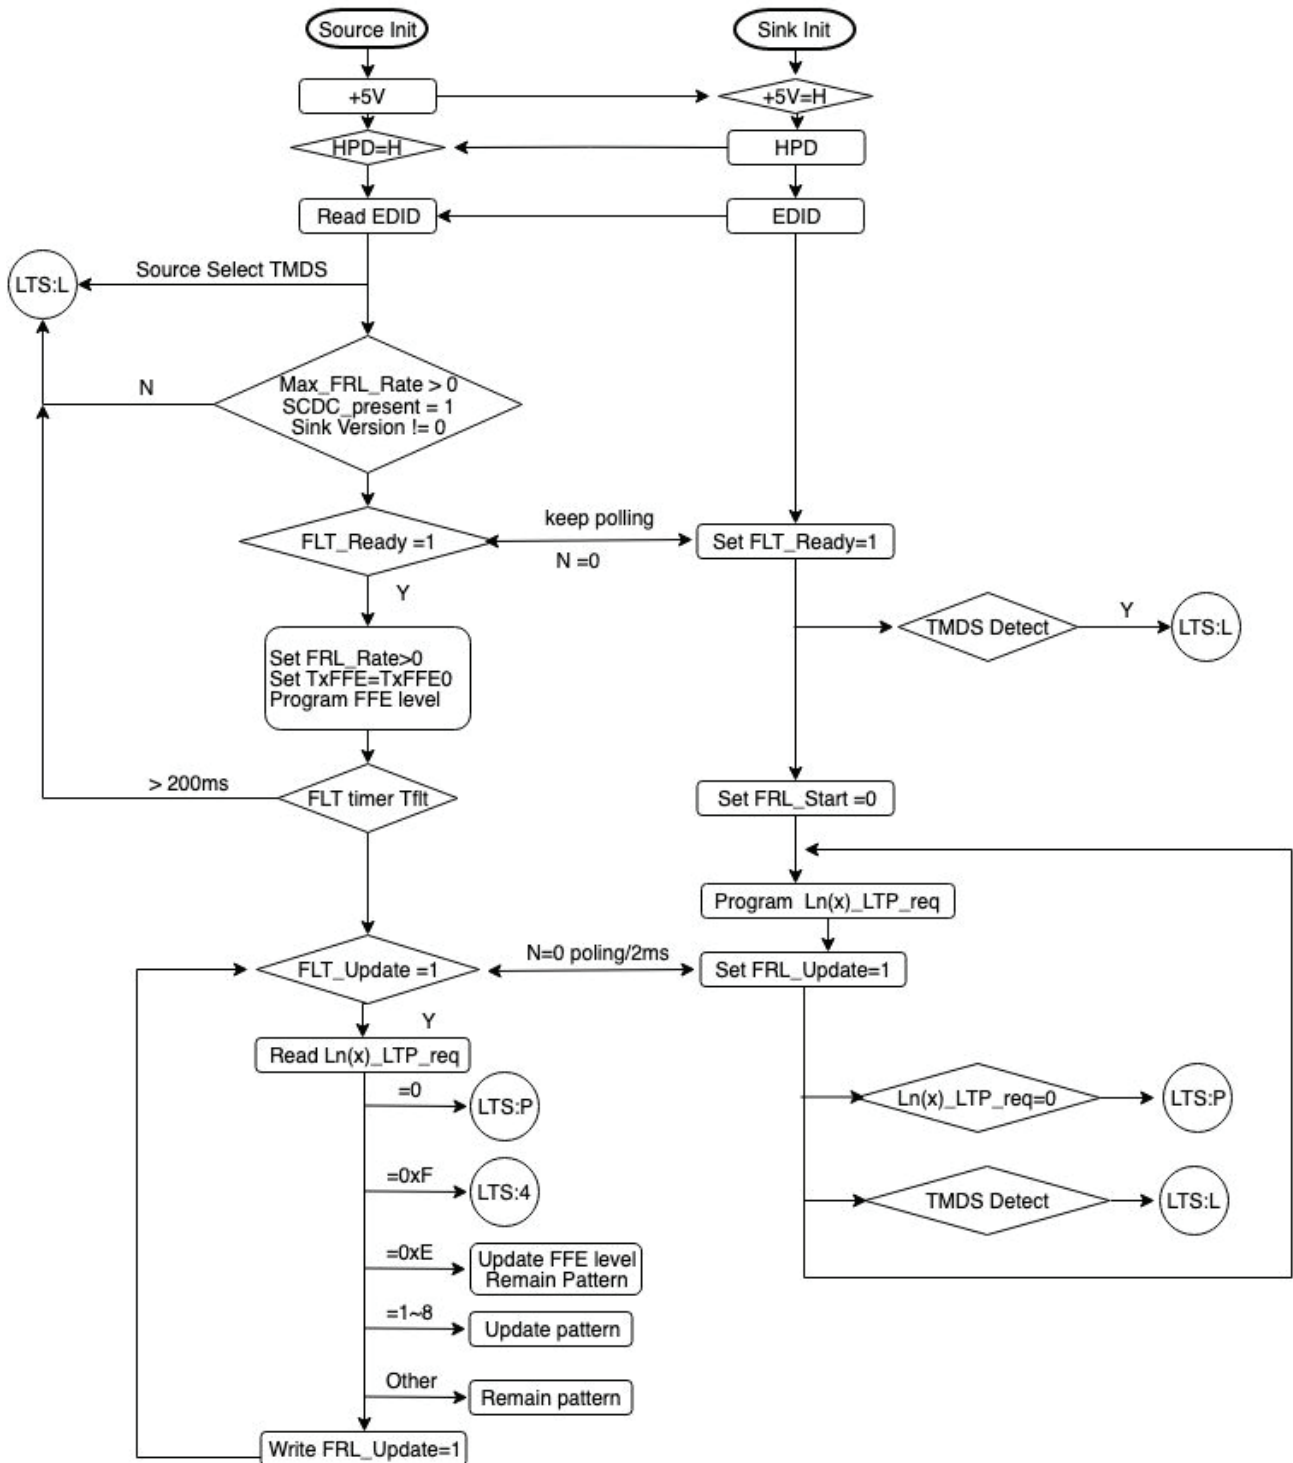 Source Init
Sink Init
+5V
+5V=H
HPD=H
HPD
Read EDID
EDID
Source Select TMDS
LTS:L
N
Max_FRL_Rate > 0
SCDC_present = 1
Sink Version != 0
keep polling
FLT_Ready =1
Set FLT_Ready=1
N =0
Y
TMDS Detect
Y
LTS:L
Set FRL_Rate>0
Set TxFFE=TxFFE0
Program FFE level
> 200ms
FLT timer Tflt
Set FRL_Start =0
Program Ln(x)_LTP_req
N=0 poling/2ms
FLT_Update =1
Set FRL_Update=1
Y
Read Ln(x)_LTP_req
=0
LTS:P
Ln(x)_LTP_req=0
LTS:P
=0xF
LTS:4
TMDS Detect
LTS:L
=0xE
Update FFE level
Remain Pattern
=1~8
Update pattern
Other
Remain pattern
Write FRL_Update=1